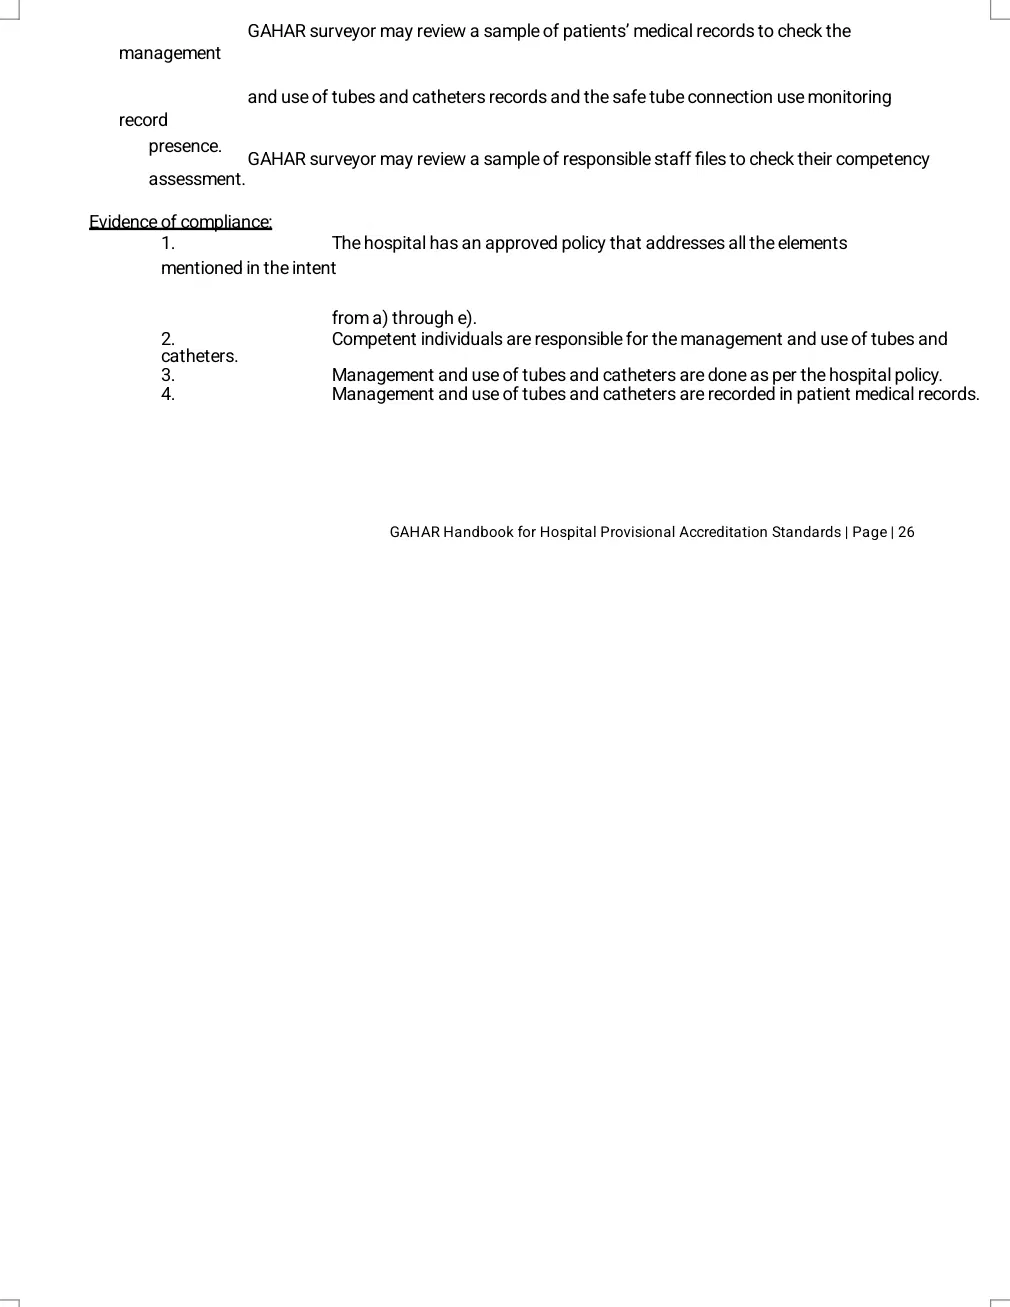 GAHAR surveyor may review a sample of patients’ medical records to check the
management
and use of tubes and catheters records and the safe tube connection use monitoring
record
presence.
GAHAR surveyor may review a sample of responsible staff files to check their competency
assessment.
Evidence of compliance:
1. The hospital has an approved policy that addresses all the elements
mentioned in the intent
from a) through e).
2. Competent individuals are responsible for the management and use of tubes and
catheters.
3. Management and use of tubes and catheters are done as per the hospital policy.
4. Management and use of tubes and catheters are recorded in patient medical records.
GAHAR Handbook for Hospital Provisional Accreditation Standards | Page | 26